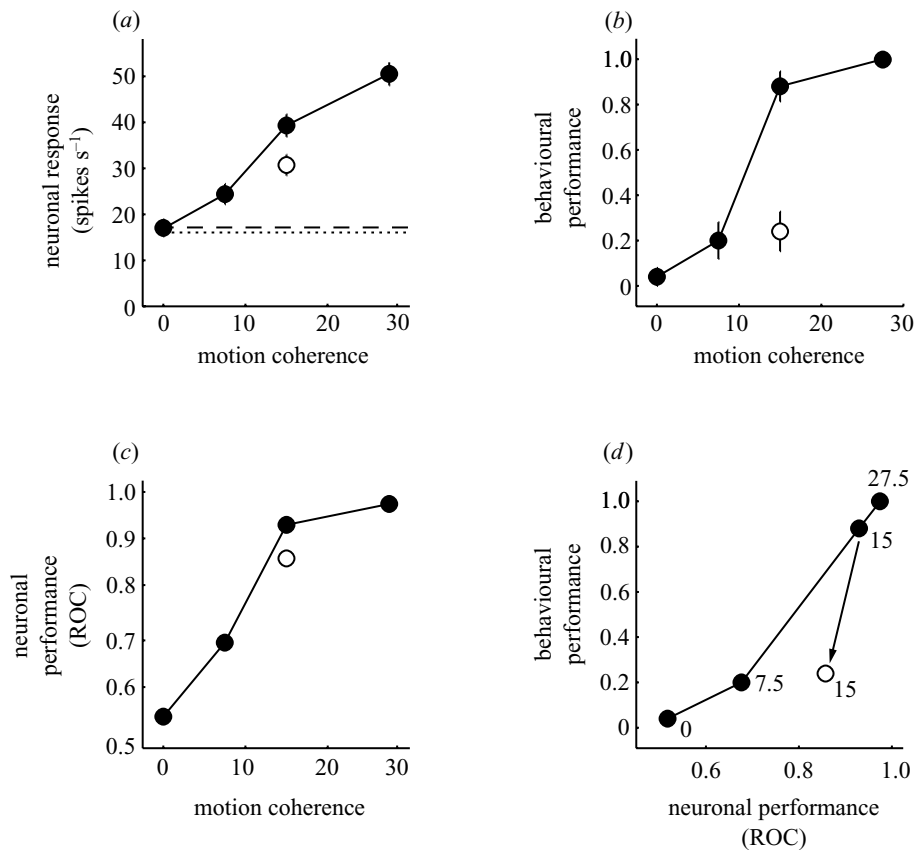 (a)
50
40
30
20
10
0
neuronal response
(spikes s⁻¹)
0 10 20 30
motion coherence
(b)
1.0
0.8
0.6
0.4
0.2
0
behavioural
performance
0 10 20 30
motion coherence
(c)
1.0
0.9
0.8
0.7
0.6
0.5
neuronal
performance
(ROC)
0 10 20 30
motion coherence
(d)
27.5
1.0
0.8
0.6
0.4
0.2
0
behavioural
performance
15
7.5
15
0
0.6 0.8 1.0
neuronal performance
(ROC)